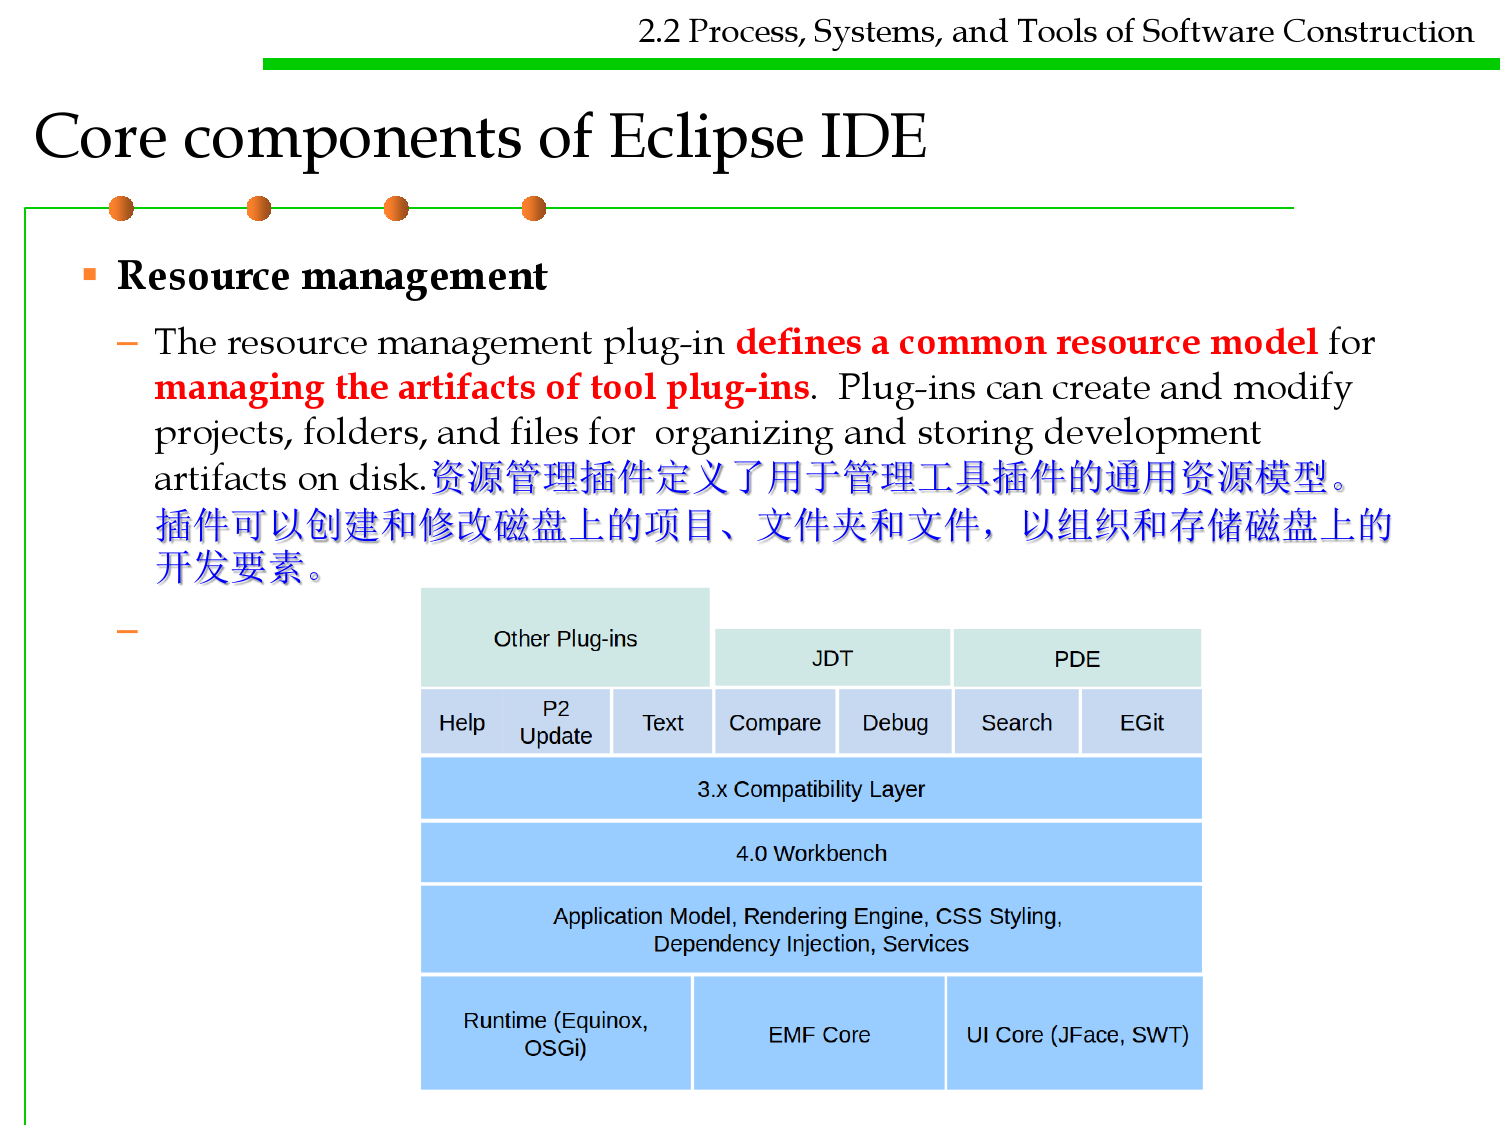 2.2 Process, Systems, and Tools of Software Construction
Core components of Eclipse IDE
▪ Resource management
– The resource management plug-in defines a common resource model for
managing the artifacts of tool plug-ins. Plug-ins can create and modify
projects, folders, and files for organizing and storing development
artifacts on disk.资源管理插件定义了用于管理工具插件的通用资源模型。
插件可以创建和修改磁盘上的项目、文件夹和文件，以组织和存储磁盘上的
开发要素。
–
Other Plug-ins
JDT
PDE
Help
P2
Update
Text
Compare
Debug
Search
EGit
3.x Compatibility Layer
4.0 Workbench
Application Model, Rendering Engine, CSS Styling,
Dependency Injection, Services
Runtime (Equinox,
OSGi)
EMF Core
UI Core (JFace, SWT)